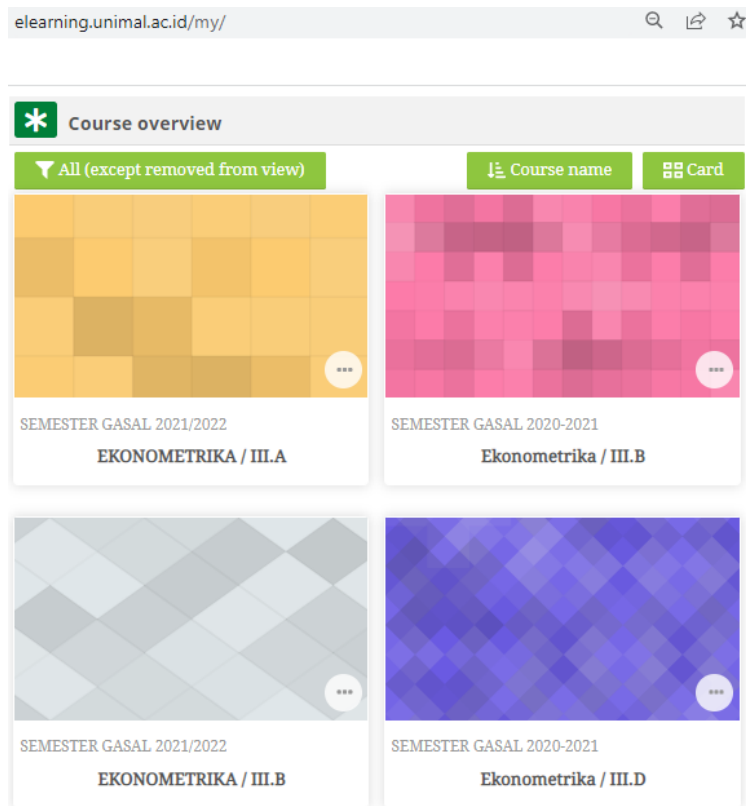 elearning.unimal.ac.id/my/
Course overview
All (except removed from view)
Course name
Card
SEMESTER GASAL 2021/2022
EKONOMETRIKA / III.A
SEMESTER GASAL 2020-2021
Ekonometrika / III.B
SEMESTER GASAL 2021/2022
EKONOMETRIKA / III.B
SEMESTER GASAL 2020-2021
Ekonometrika / III.D